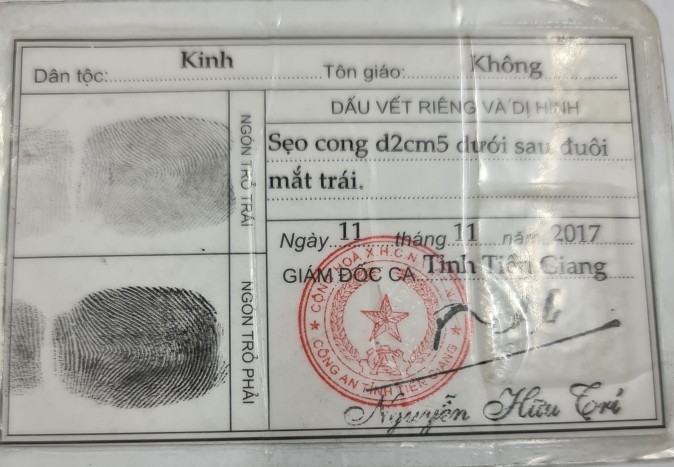 Dân tộc: Kinh Tôn giáo: Không
DẤU VẾT RIÊNG VÀ DỊ HÌNH
NGÓN TRỎ TRÁI
Sẹo cong d2cm5 dưới sau đuôi
mắt trái.
Ngày 11 tháng 11 năm 2017
GIÁM ĐỐC CA Tỉnh Tiền Giang
NGÓN TRỎ PHẢI
CỘNG HÒA X.H.C.N
CÔNG AN TỈNH TIỀN GIANG
Nguyễn Hữu Trí